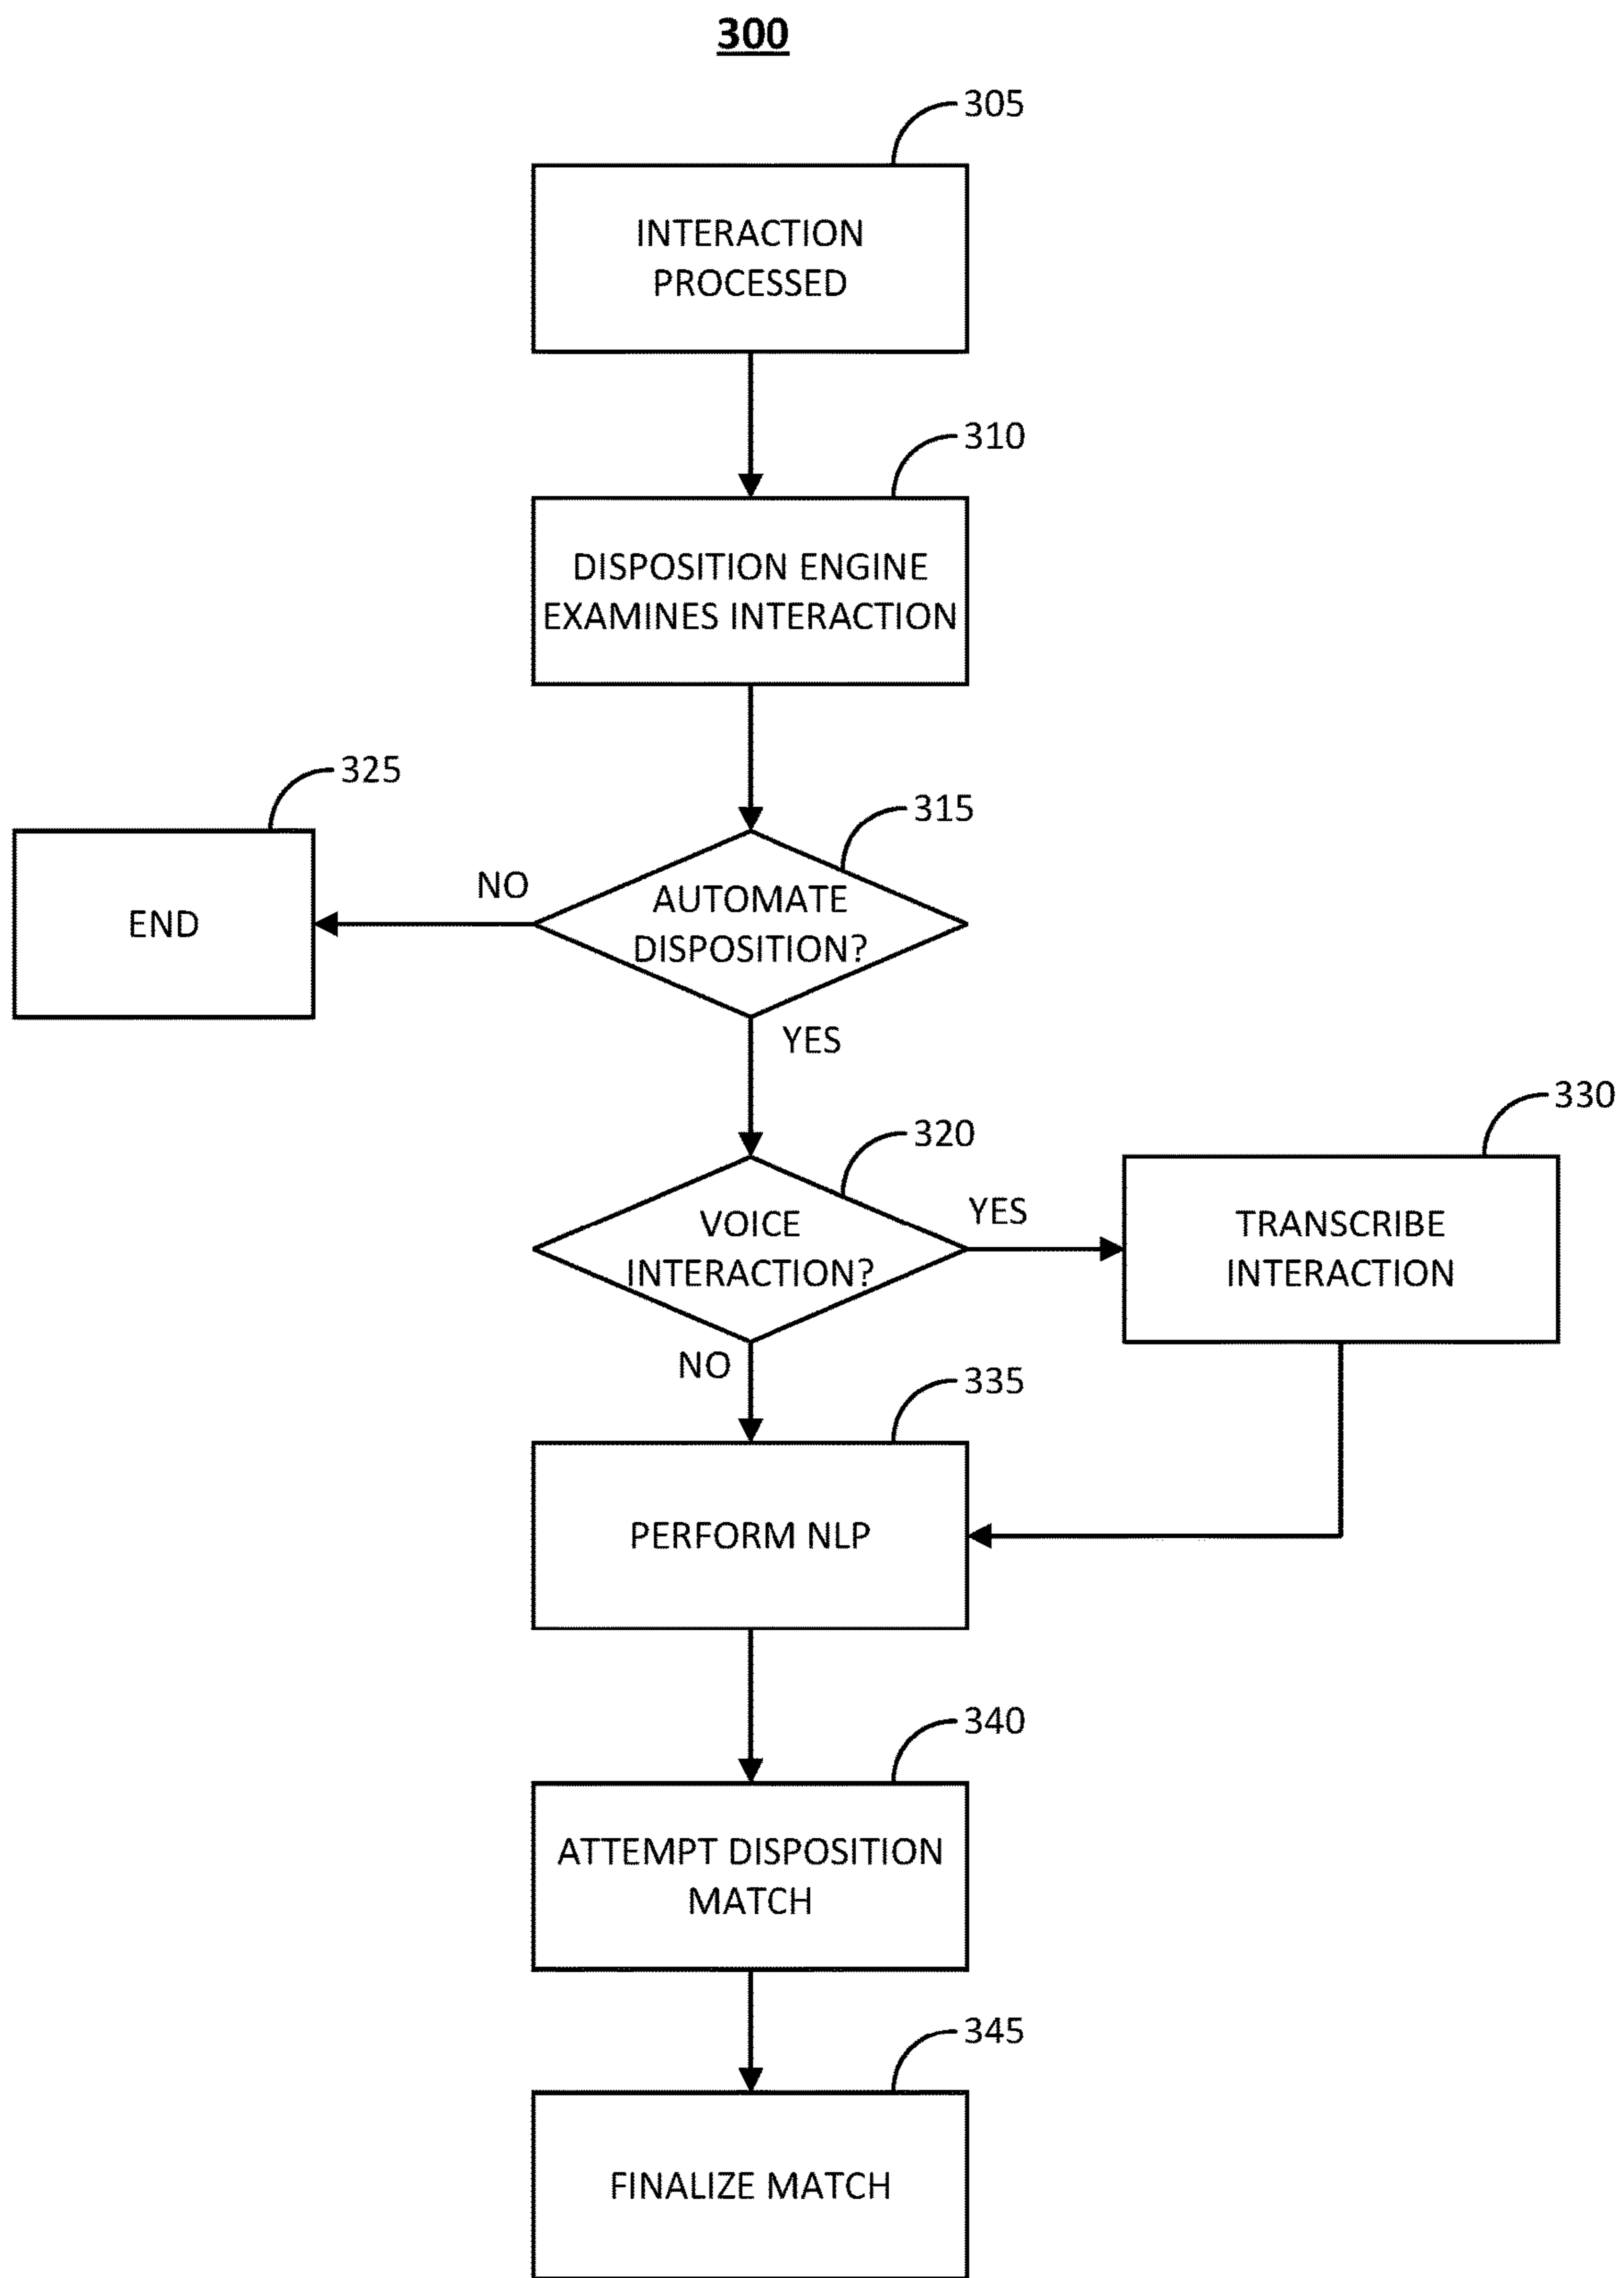 300
305
INTERACTION
PROCESSED
310
DISPOSITION ENGINE
EXAMINES INTERACTION
325
315
END
NO
AUTOMATE
DISPOSITION?
YES
320
330
VOICE
INTERACTION?
YES
TRANSCRIBE
INTERACTION
NO
335
PERFORM NLP
340
ATTEMPT DISPOSITION
MATCH
345
FINALIZE MATCH